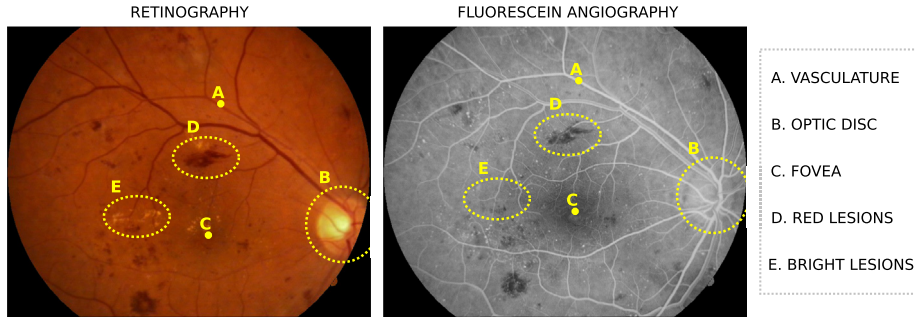 RETINOGRAPHY
FLUORESCEIN ANGIOGRAPHY
A
D
E
B
C
A
D
E
B
C
A. VASCULATURE
B. OPTIC DISC
C. FOVEA
D. RED LESIONS
E. BRIGHT LESIONS